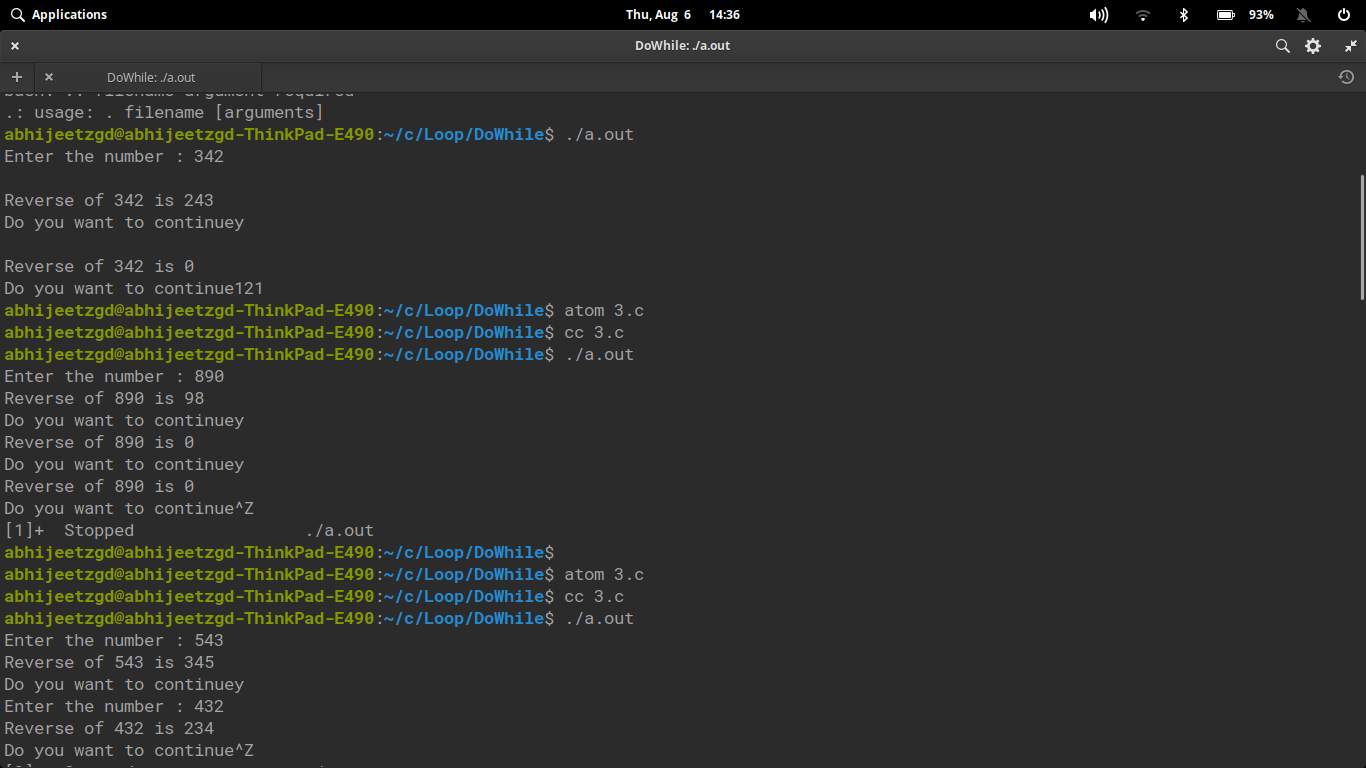 Applications
Thu, Aug 6 14:36
93%
DoWhile: ./a.out
DoWhile: ./a.out
bash: .: filename argument required
.: usage: . filename [arguments]
abhijeetzgd@abhijeetzgd-ThinkPad-E490:~/c/Loop/DoWhile$ ./a.out
Enter the number : 342
Reverse of 342 is 243
Do you want to continuey
Reverse of 342 is 0
Do you want to continue121
abhijeetzgd@abhijeetzgd-ThinkPad-E490:~/c/Loop/DoWhile$ atom 3.c
abhijeetzgd@abhijeetzgd-ThinkPad-E490:~/c/Loop/DoWhile$ cc 3.c
abhijeetzgd@abhijeetzgd-ThinkPad-E490:~/c/Loop/DoWhile$ ./a.out
Enter the number : 890
Reverse of 890 is 98
Do you want to continuey
Reverse of 890 is 0
Do you want to continuey
Reverse of 890 is 0
Do you want to continue^Z
[1]+  Stopped                 ./a.out
abhijeetzgd@abhijeetzgd-ThinkPad-E490:~/c/Loop/DoWhile$
abhijeetzgd@abhijeetzgd-ThinkPad-E490:~/c/Loop/DoWhile$ atom 3.c
abhijeetzgd@abhijeetzgd-ThinkPad-E490:~/c/Loop/DoWhile$ cc 3.c
abhijeetzgd@abhijeetzgd-ThinkPad-E490:~/c/Loop/DoWhile$ ./a.out
Enter the number : 543
Reverse of 543 is 345
Do you want to continuey
Enter the number : 432
Reverse of 432 is 234
Do you want to continue^Z